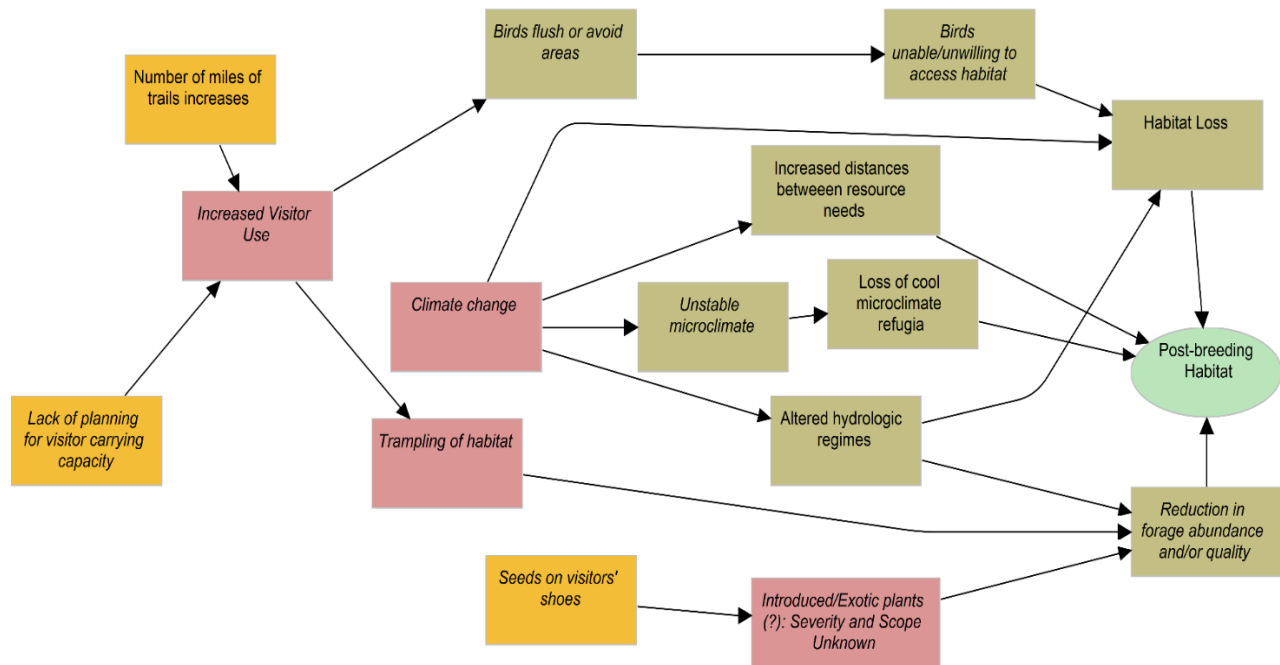 Birds flush or avoid
areas
Birds
unable/unwilling to
access habitat
Number of miles of
trails increases
Habitat Loss
Increased distances
betweeen resource
needs
Increased Visitor
Use
Climate change
Unstable
microclimate
Loss of cool
microclimate
refugia
Post-breeding
Habitat
Lack of planning
for visitor carrying
capacity
Trampling of habitat
Altered hydrologic
regimes
Reduction in
forage abundance
and/or quality
Seeds on visitors'
shoes
Introduced/Exotic plants
(?): Severity and Scope
Unknown